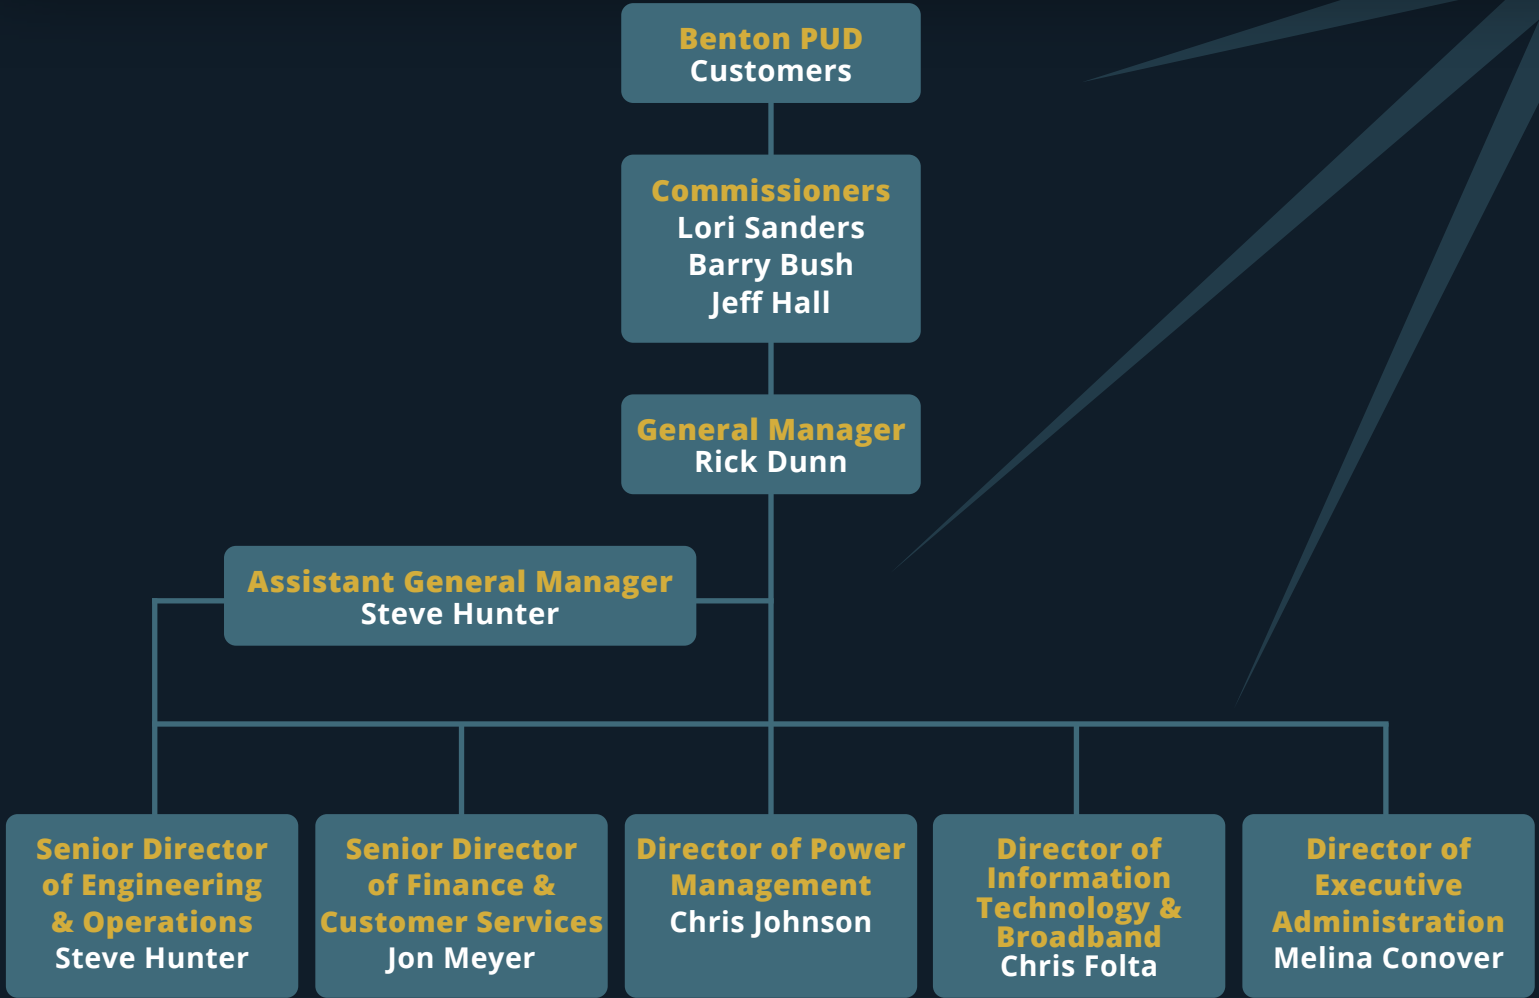 Benton PUD
Customers
Commissioners
Lori Sanders
Barry Bush
Jeff Hall
General Manager
Rick Dunn
Assistant General Manager
Steve Hunter
Senior Director
of Engineering
& Operations
Steve Hunter
Senior Director
of Finance &
Customer Services
Jon Meyer
Director of Power
Management
Chris Johnson
Director of
Information
Technology &
Broadband
Chris Folta
Director of
Executive
Administration
Melina Conover